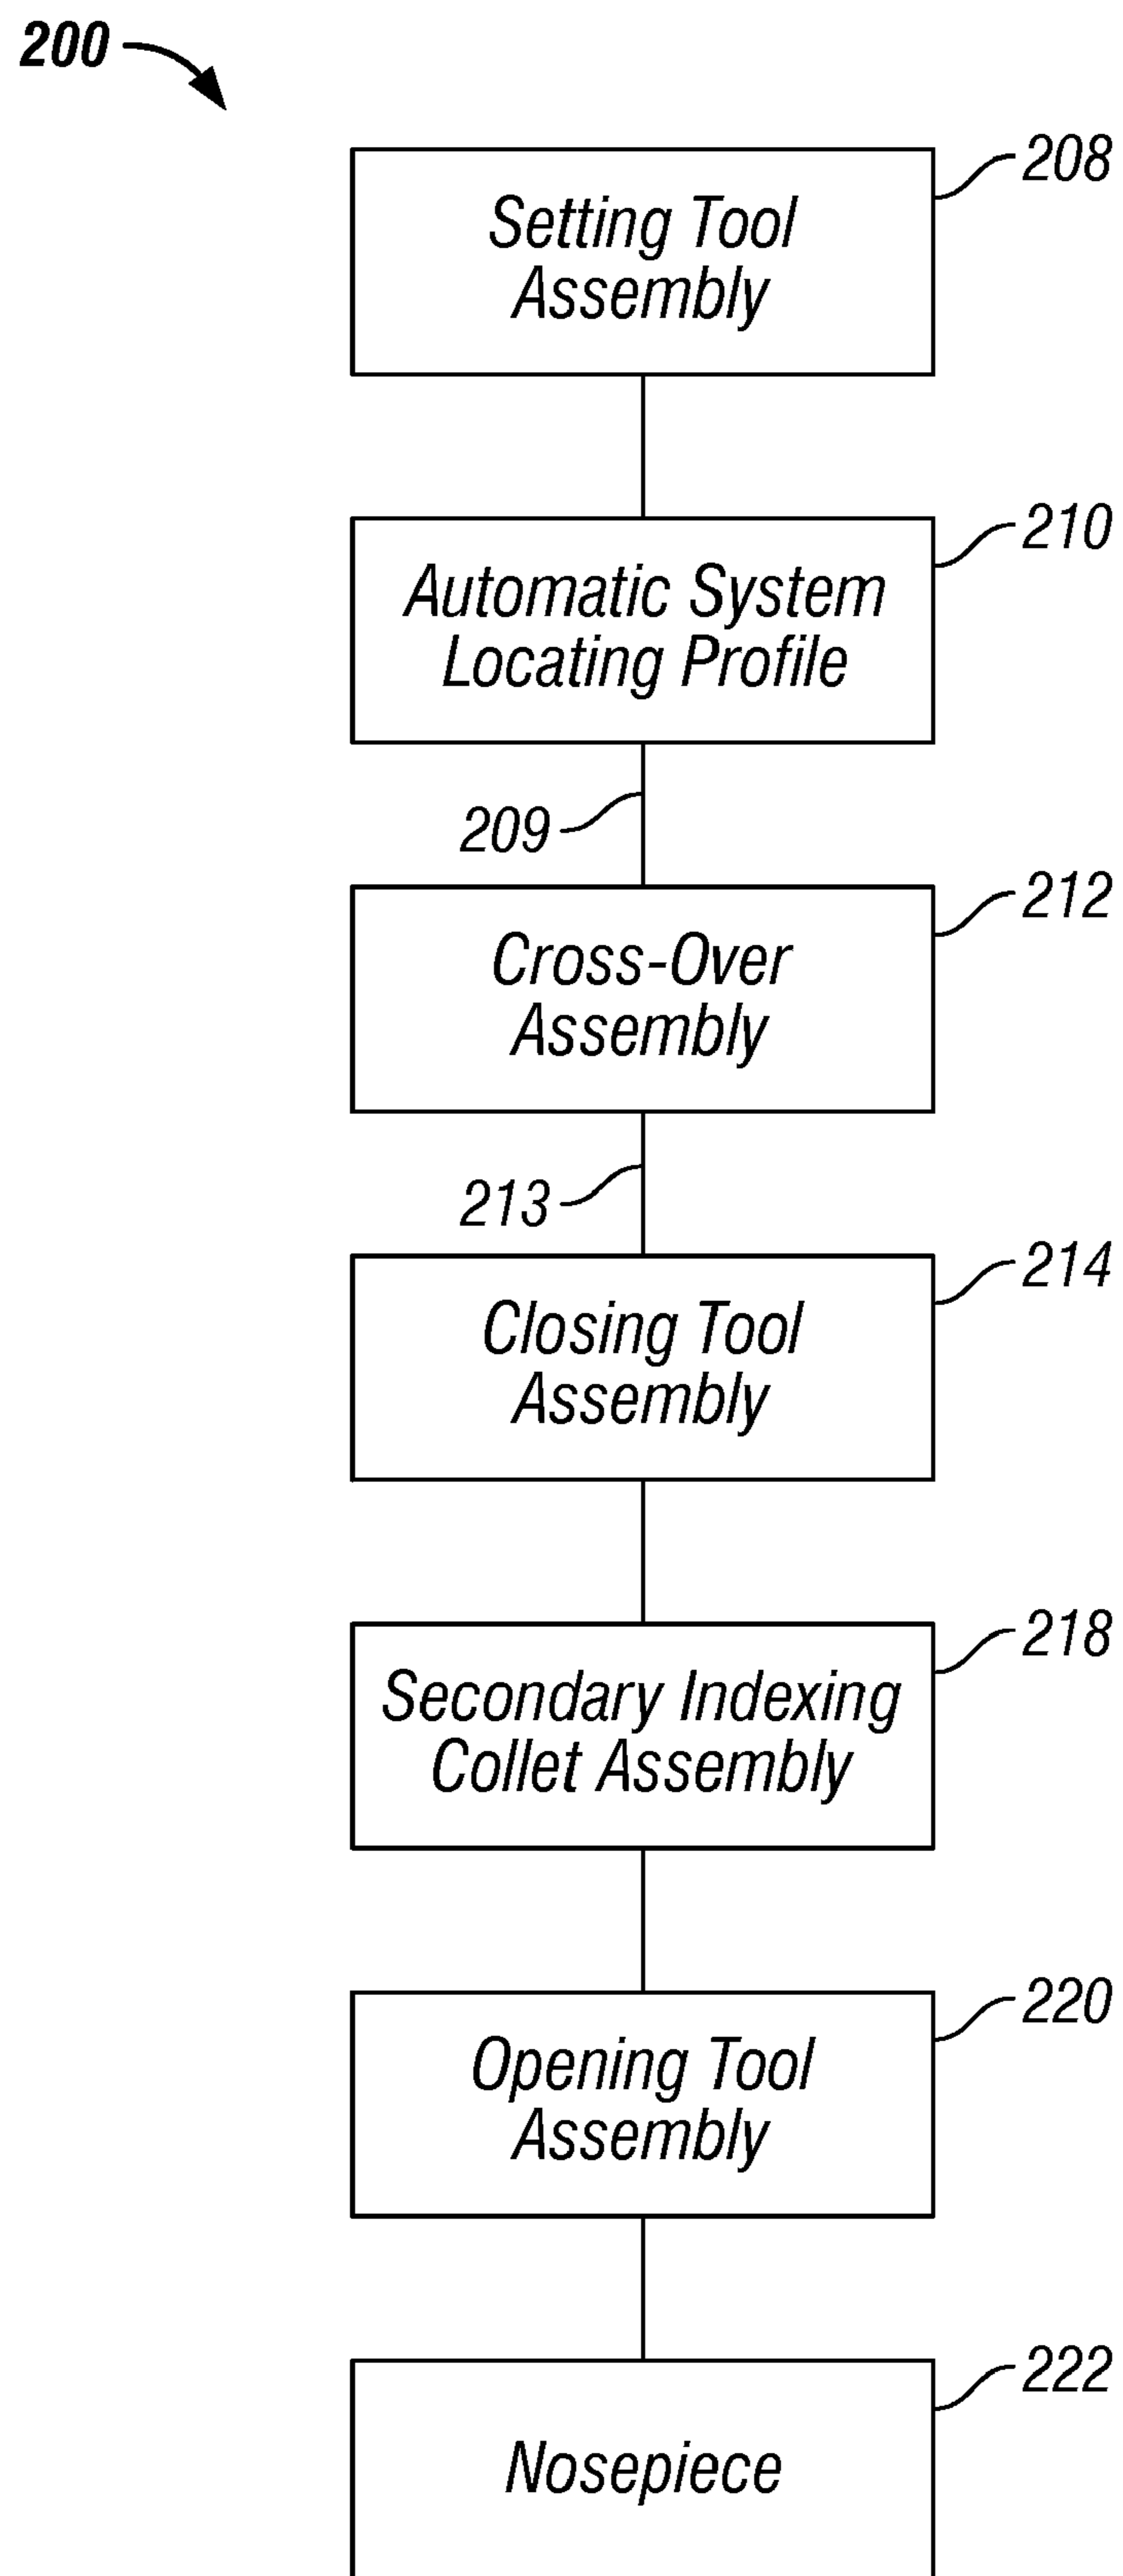 200
208
Setting Tool
Assembly
210
Automatic System
Locating Profile
209
212
Cross-Over
Assembly
213
214
Closing Tool
Assembly
218
Secondary Indexing
Collet Assembly
220
Opening Tool
Assembly
222
Nosepiece